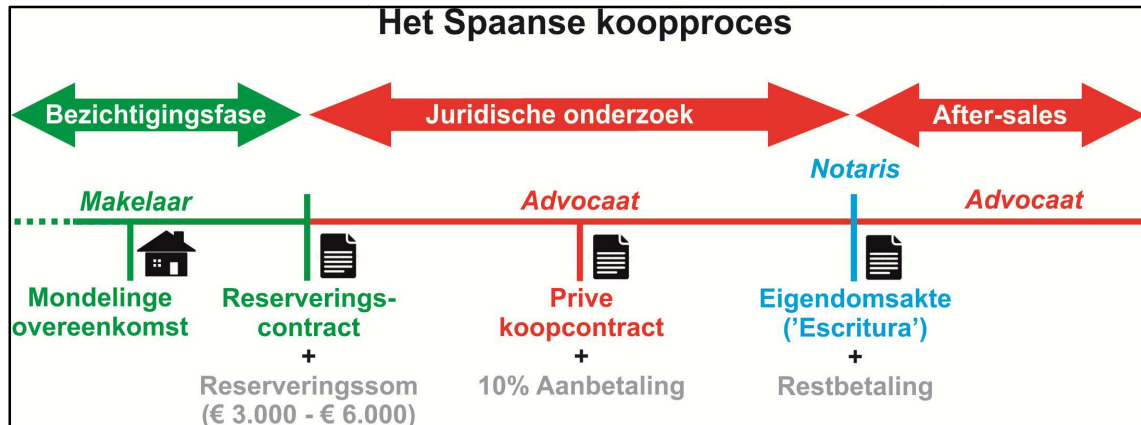 Het Spaanse koopproces
Bezichtigingsfase
Juridische onderzoek
After-sales
Notaris
Makelaar
Advocaat
Advocaat
Mondelinge
overeenkomst
Reserverings-
contract
+
Reserveringssom
(€ 3.000 - € 6.000)
Prive
koopcontract
+
10% Aanbetaling
Eigendomsakte
('Escritura')
+
Restbetaling